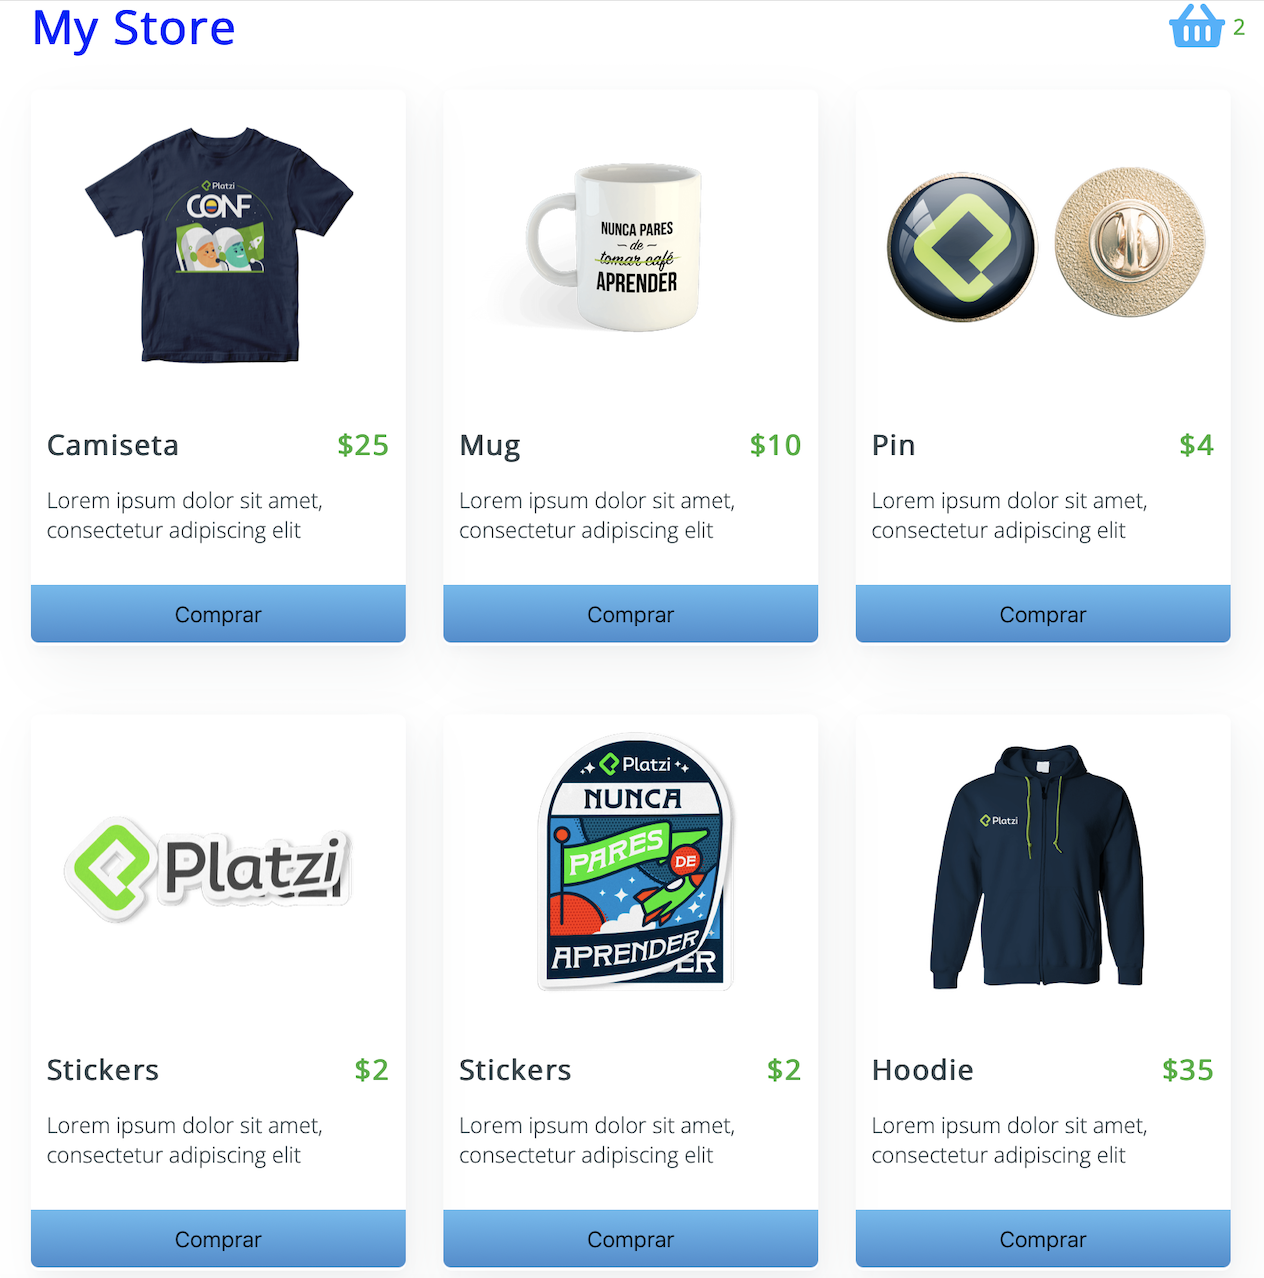 My Store
2
Platzi
CONF
NUNCA PARES
de
tomar café
APRENDER
Camiseta
$25
Mug
$10
Pin
$4
Lorem ipsum dolor sit amet,
consectetur adipiscing elit
Lorem ipsum dolor sit amet,
consectetur adipiscing elit
Lorem ipsum dolor sit amet,
consectetur adipiscing elit
Comprar
Comprar
Comprar
Platzi
Platzi
NUNCA
PARES
DE
APRENDER
ER
Platzi
Stickers
$2
Stickers
$2
Hoodie
$35
Lorem ipsum dolor sit amet,
consectetur adipiscing elit
Lorem ipsum dolor sit amet,
consectetur adipiscing elit
Lorem ipsum dolor sit amet,
consectetur adipiscing elit
Comprar
Comprar
Comprar